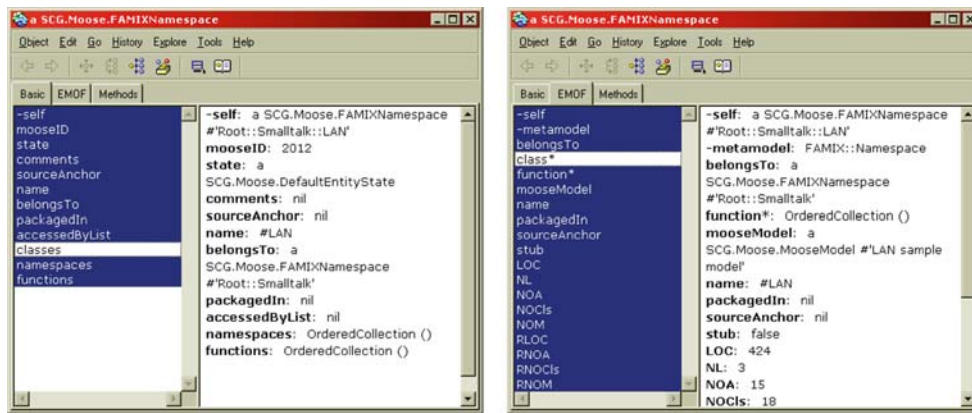 a SCG.Moose.FAMIXNamespace
Object Edit Go History Explore Tools Help
Basic EMOF Methods
-self
mooseID
state
comments
sourceAnchor
name
belongsTo
packagedIn
accessedByList
classes
namespaces
functions
-self: a SCG.Moose.FAMIXNamespace
#'Root::Smalltalk::LAN'
mooseID: 2012
state: a
SCG.Moose.DefaultEntityState
comments: nil
sourceAnchor: nil
name: #LAN
belongsTo: a
SCG.Moose.FAMIXNamespace
#'Root::Smalltalk'
packagedIn: nil
accessedByList: nil
namespaces: OrderedCollection ()
functions: OrderedCollection ()
a SCG.Moose.FAMIXNamespace
Object Edit Go History Explore Tools Help
Basic EMOF Methods
-self
-metamodel
belongsTo
class*
function*
mooseModel
name
packagedIn
sourceAnchor
stub
LOC
NL
NOA
NOCls
NOM
RLOC
RNOA
RNOCls
RNOM
-self: a SCG.Moose.FAMIXNamespace
#'Root::Smalltalk::LAN'
-metamodel: FAMIX::Namespace
belongsTo: a
SCG.Moose.FAMIXNamespace
#'Root::Smalltalk'
function*: OrderedCollection ()
mooseModel: a
SCG.Moose.MooseModel #'LAN sample
model'
name: #LAN
packagedIn: nil
sourceAnchor: nil
stub: false
LOC: 424
NL: 3
NOA: 15
NOCls: 18